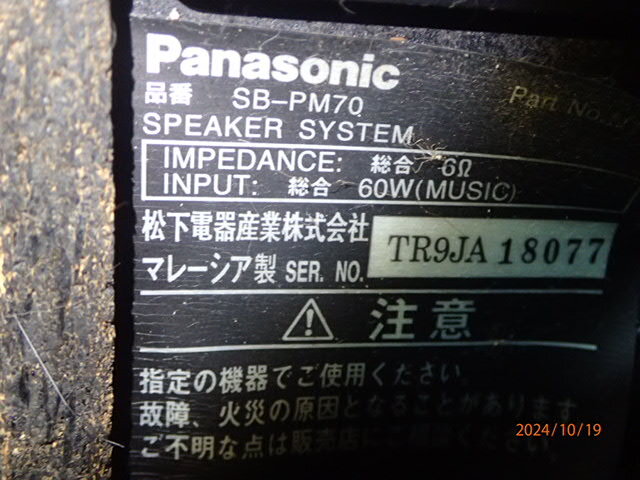 Panasonic
品番 SB-PM70 Part No.
SPEAKER SYSTEM
IMPEDANCE: 総合 6Ω
INPUT: 総合 60W(MUSIC)
松下電器産業株式会社
マレーシア製 SER. NO. TR9JA 18077
⚠ 注意
指定の機器でご使用ください。
故障、火災の原因となることがあります
ご不明な点は販売店にご相談ください。
2024/10/19